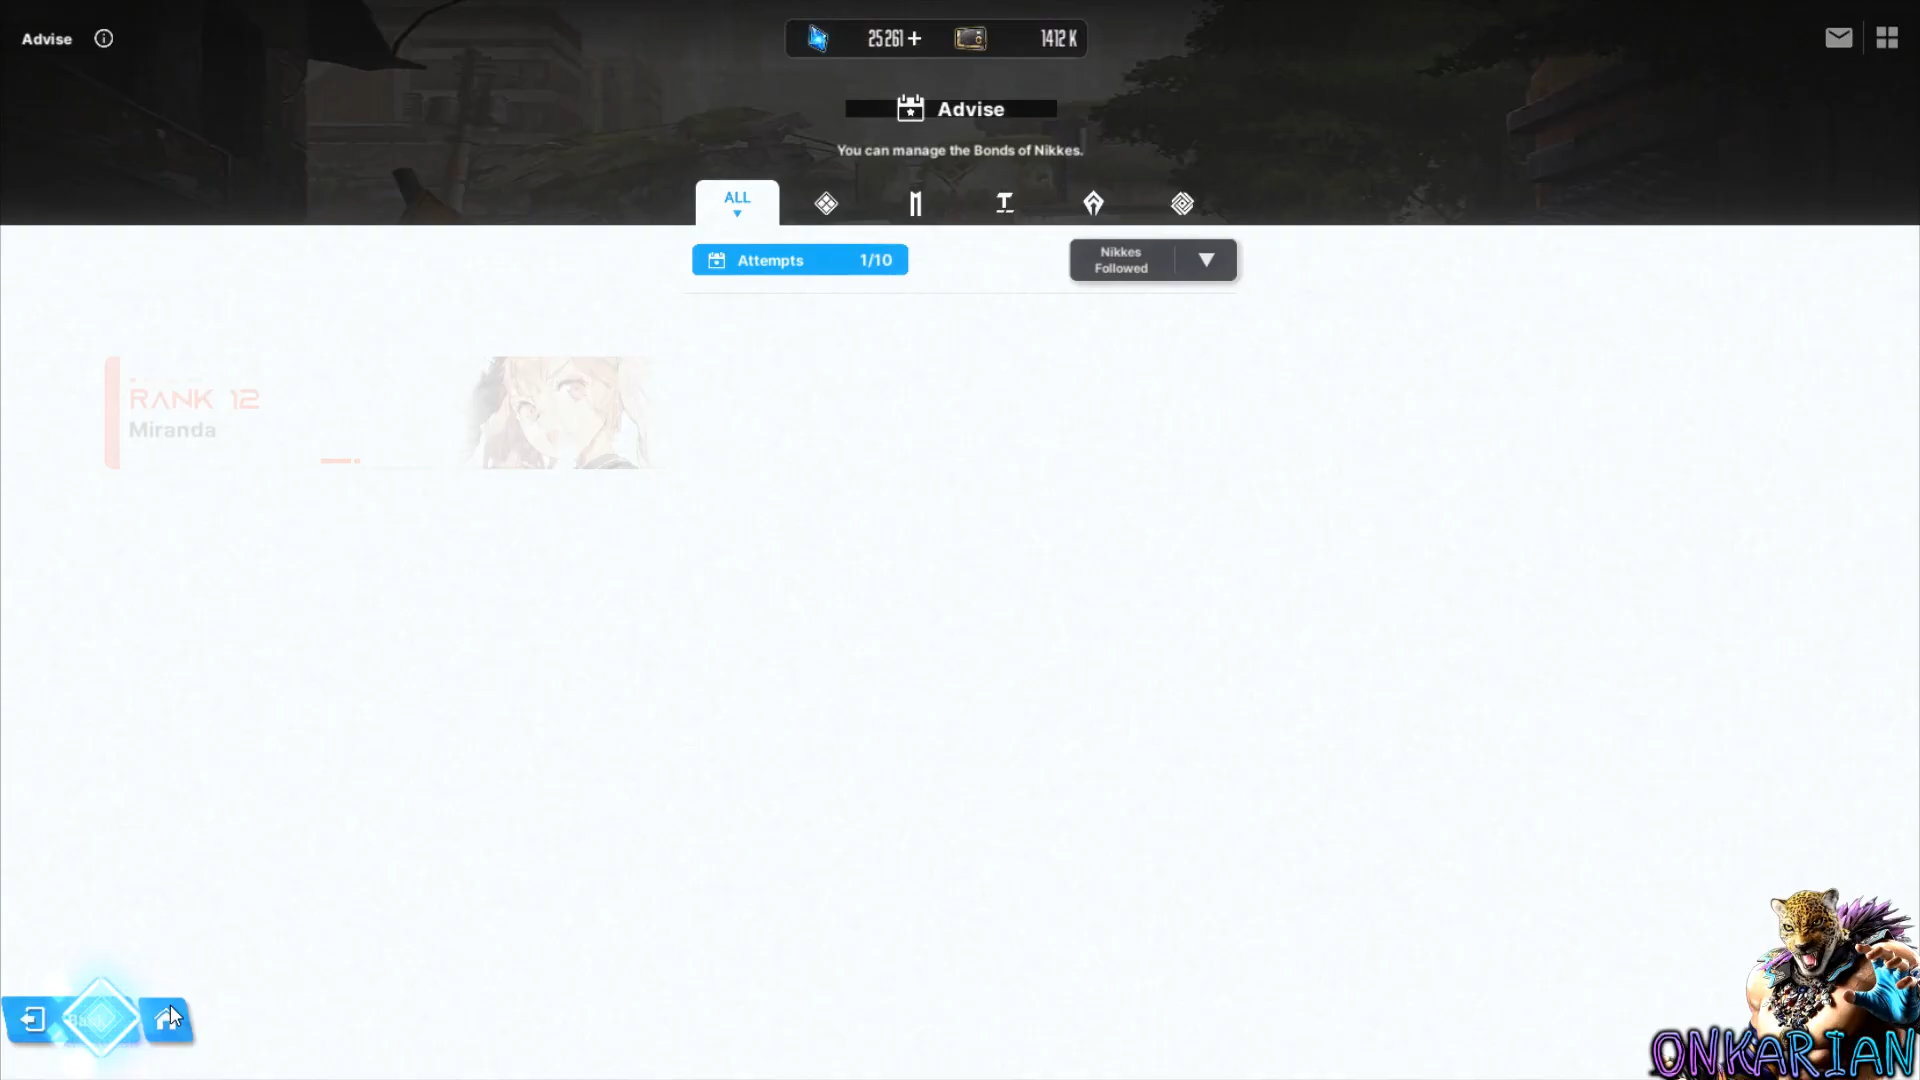 Advise
25261
1412 K
Advise
You can manage the Bonds of Nikkes.
ALL
Attempts 1/10
Nikkes
Followed
RANK 12
Miranda
Back
ONKARIAN